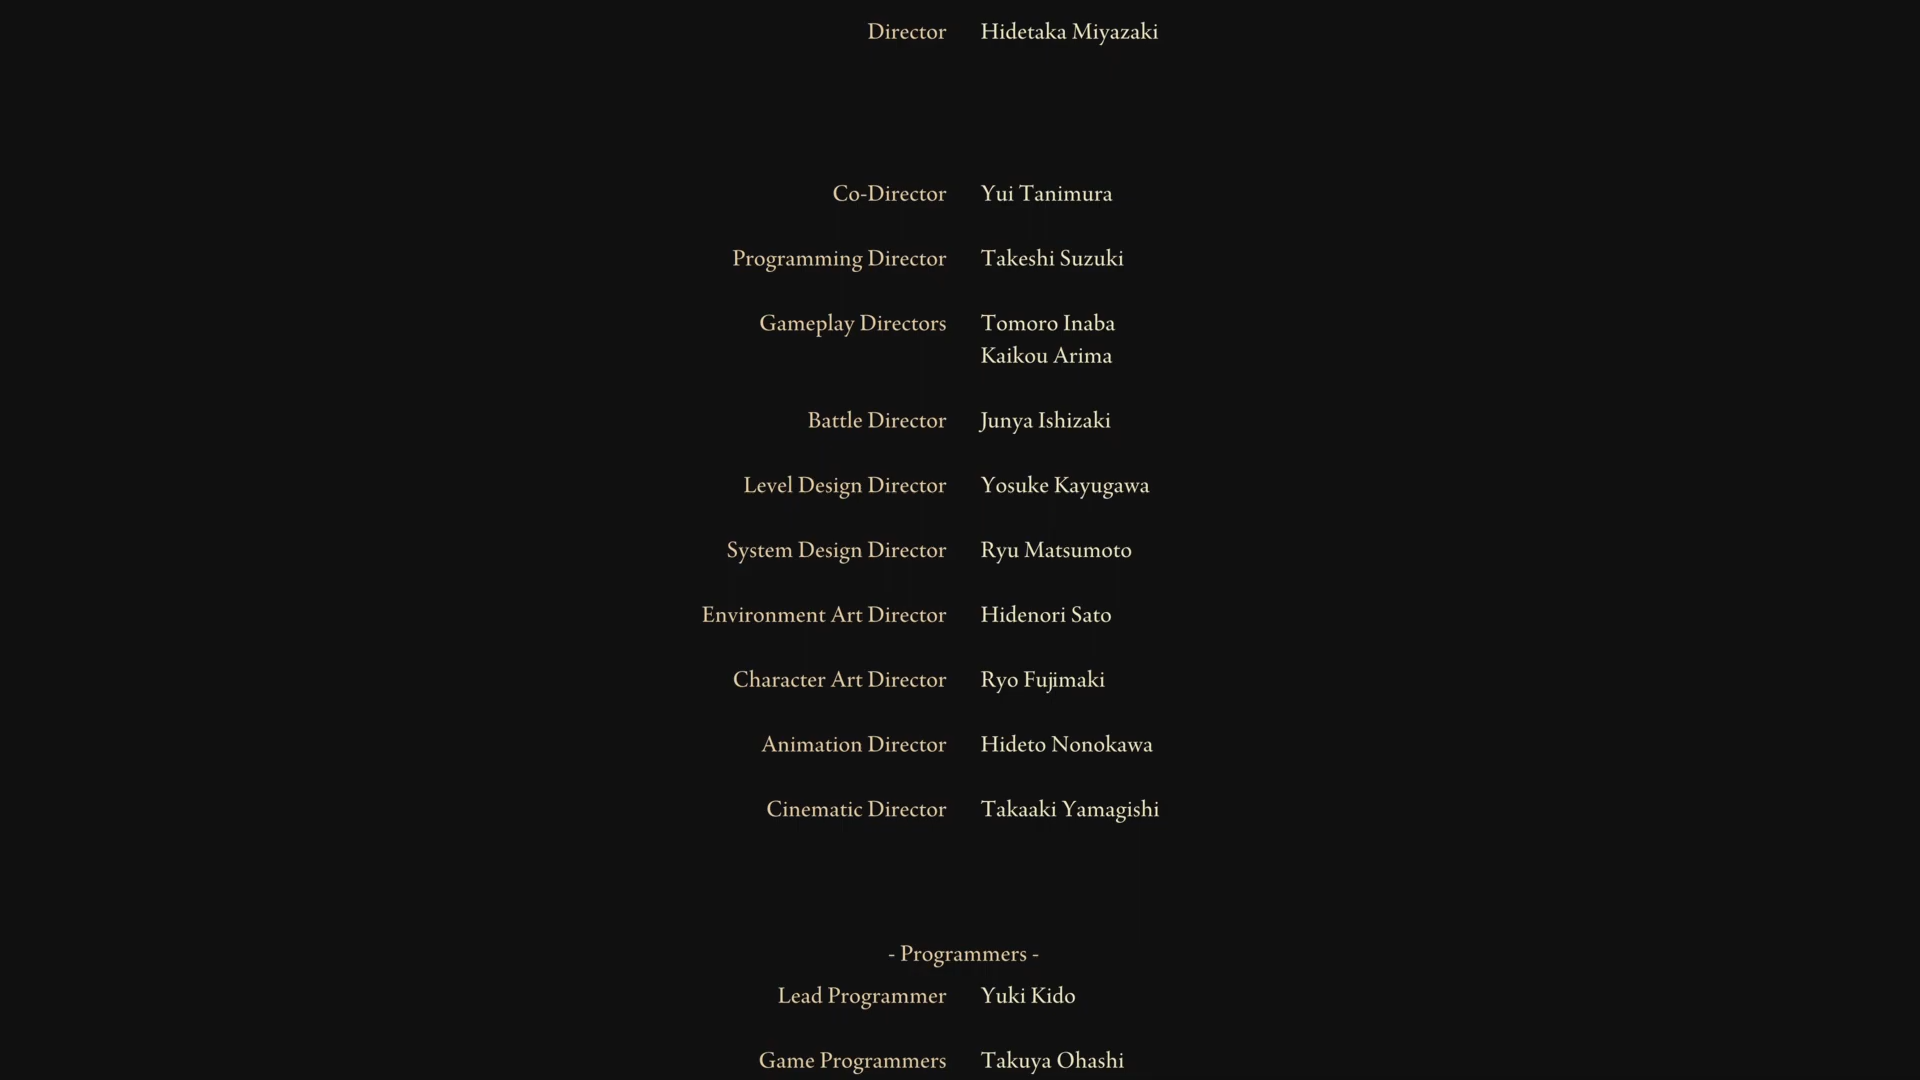 Director Hidetaka Miyazaki
Co-Director Yui Tanimura
Programming Director Takeshi Suzuki
Gameplay Directors Tomoro Inaba
Kaikou Arima
Battle Director Junya Ishizaki
Level Design Director Yosuke Kayugawa
System Design Director Ryu Matsumoto
Environment Art Director Hidenori Sato
Character Art Director Ryo Fujimaki
Animation Director Hideto Nonokawa
Cinematic Director Takaaki Yamagishi
- Programmers -
Lead Programmer Yuki Kido
Game Programmers Takuya Ohashi